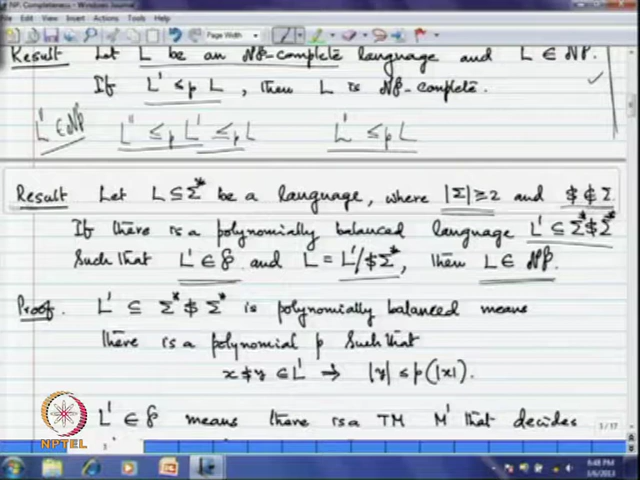 NP-Completeness - Windows Journal
File Edit View Insert Actions Tools Help
Page Width
Result Let L be an NP-complete language and L ∈ NP.
If L' ≤p L, then L is NP-complete.
L' ∈ NP L'' ≤p L' ≤p L L' ≤p L
Result Let L ⊆ Σ* be a language, where |Σ| ≥ 2 and $ ∉ Σ
If there is a polynomially balanced language L' ⊆ Σ* $ Σ*
Such that L' ∈ P and L = L'/$Σ*, then L ∈ NP.
Proof. L' ⊆ Σ* $ Σ* is polynomially balanced means
there is a polynomial p such that
x $ y ∈ L' ⇒ |y| ≤ p(|x|).
L' ∈ P means there is a TM M' that decides
NPTEL
1/17
6:48 PM